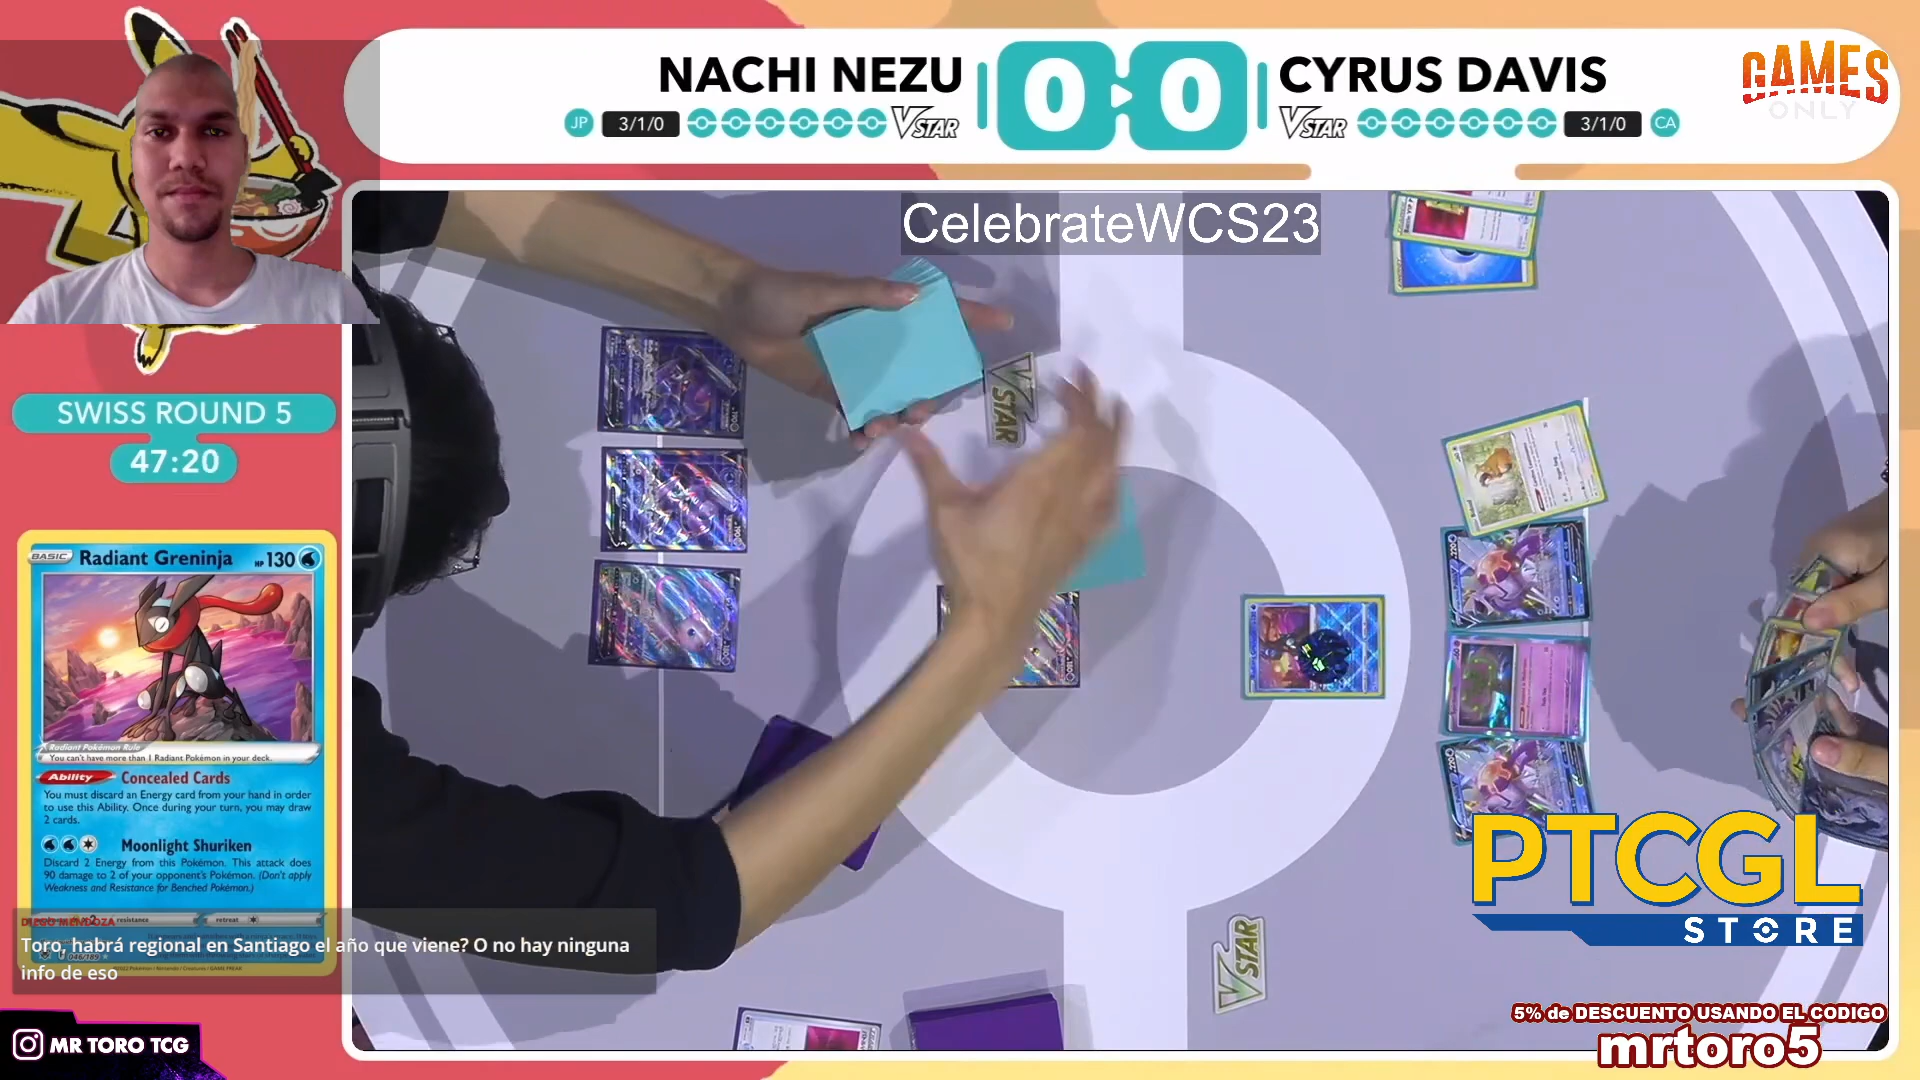 NACHI NEZU
0
0
CYRUS DAVIS
JP
3/1/0
VSTAR
VSTAR
3/1/0
CA
GAMES
ONLY
CelebrateWCS23
SWISS ROUND 5
47:20
VSTAR
VSTAR
BASIC
Radiant Greninja
HP 130
Radiant Pokémon Rule
You can't have more than 1 Radiant Pokémon in your deck.
Ability
Concealed Cards
You must discard an Energy card from your hand in order
to use this Ability. Once during your turn, you may draw
2 cards.
Moonlight Shuriken
Discard 2 Energy from this Pokémon. This attack does
90 damage to 2 of your opponent's Pokémon. (Don't apply
Weakness and Resistance for Benched Pokémon.)
resistance
retreat
046/189
DIEGO MENDOZA
Toro, habrá regional en Santiago el año que viene? O no hay ninguna
info de eso
MR TORO TCG
PTCGL
STORE
5% de DESCUENTO USANDO EL CODIGO
mrtoro5